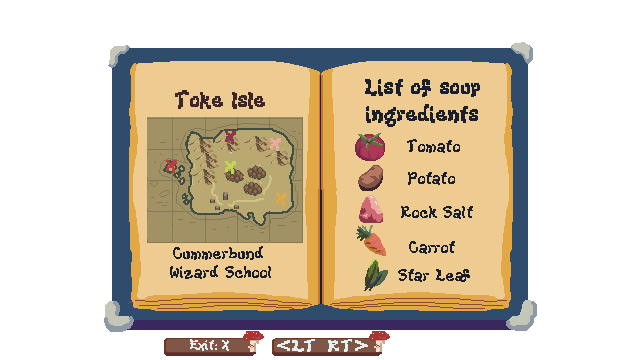 Toke Isle
Cummerbund
Wizard School
List of soup
ingredients
Tomato
Potato
Rock Salt
Carrot
Star Leaf
Exit: X
<LT RT>